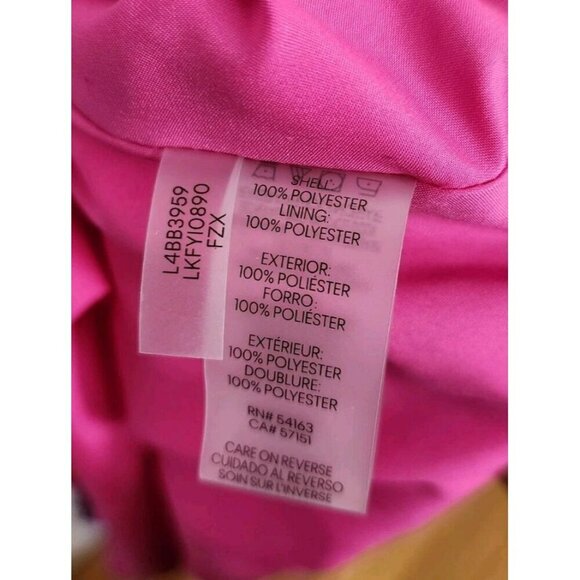 L4BB3959
LKFY10890
FZX
SHELL:
100% POLYESTER
LINING:
100% POLYESTER
EXTERIOR:
100% POLIÉSTER
FORRO:
100% POLIÉSTER
EXTÉRIEUR:
100% POLYESTER
DOUBLURE:
100% POLYESTER
RN# 54163
CA# 57151
CARE ON REVERSE
CUIDADO AL REVERSO
SOIN SUR L'INVERSE